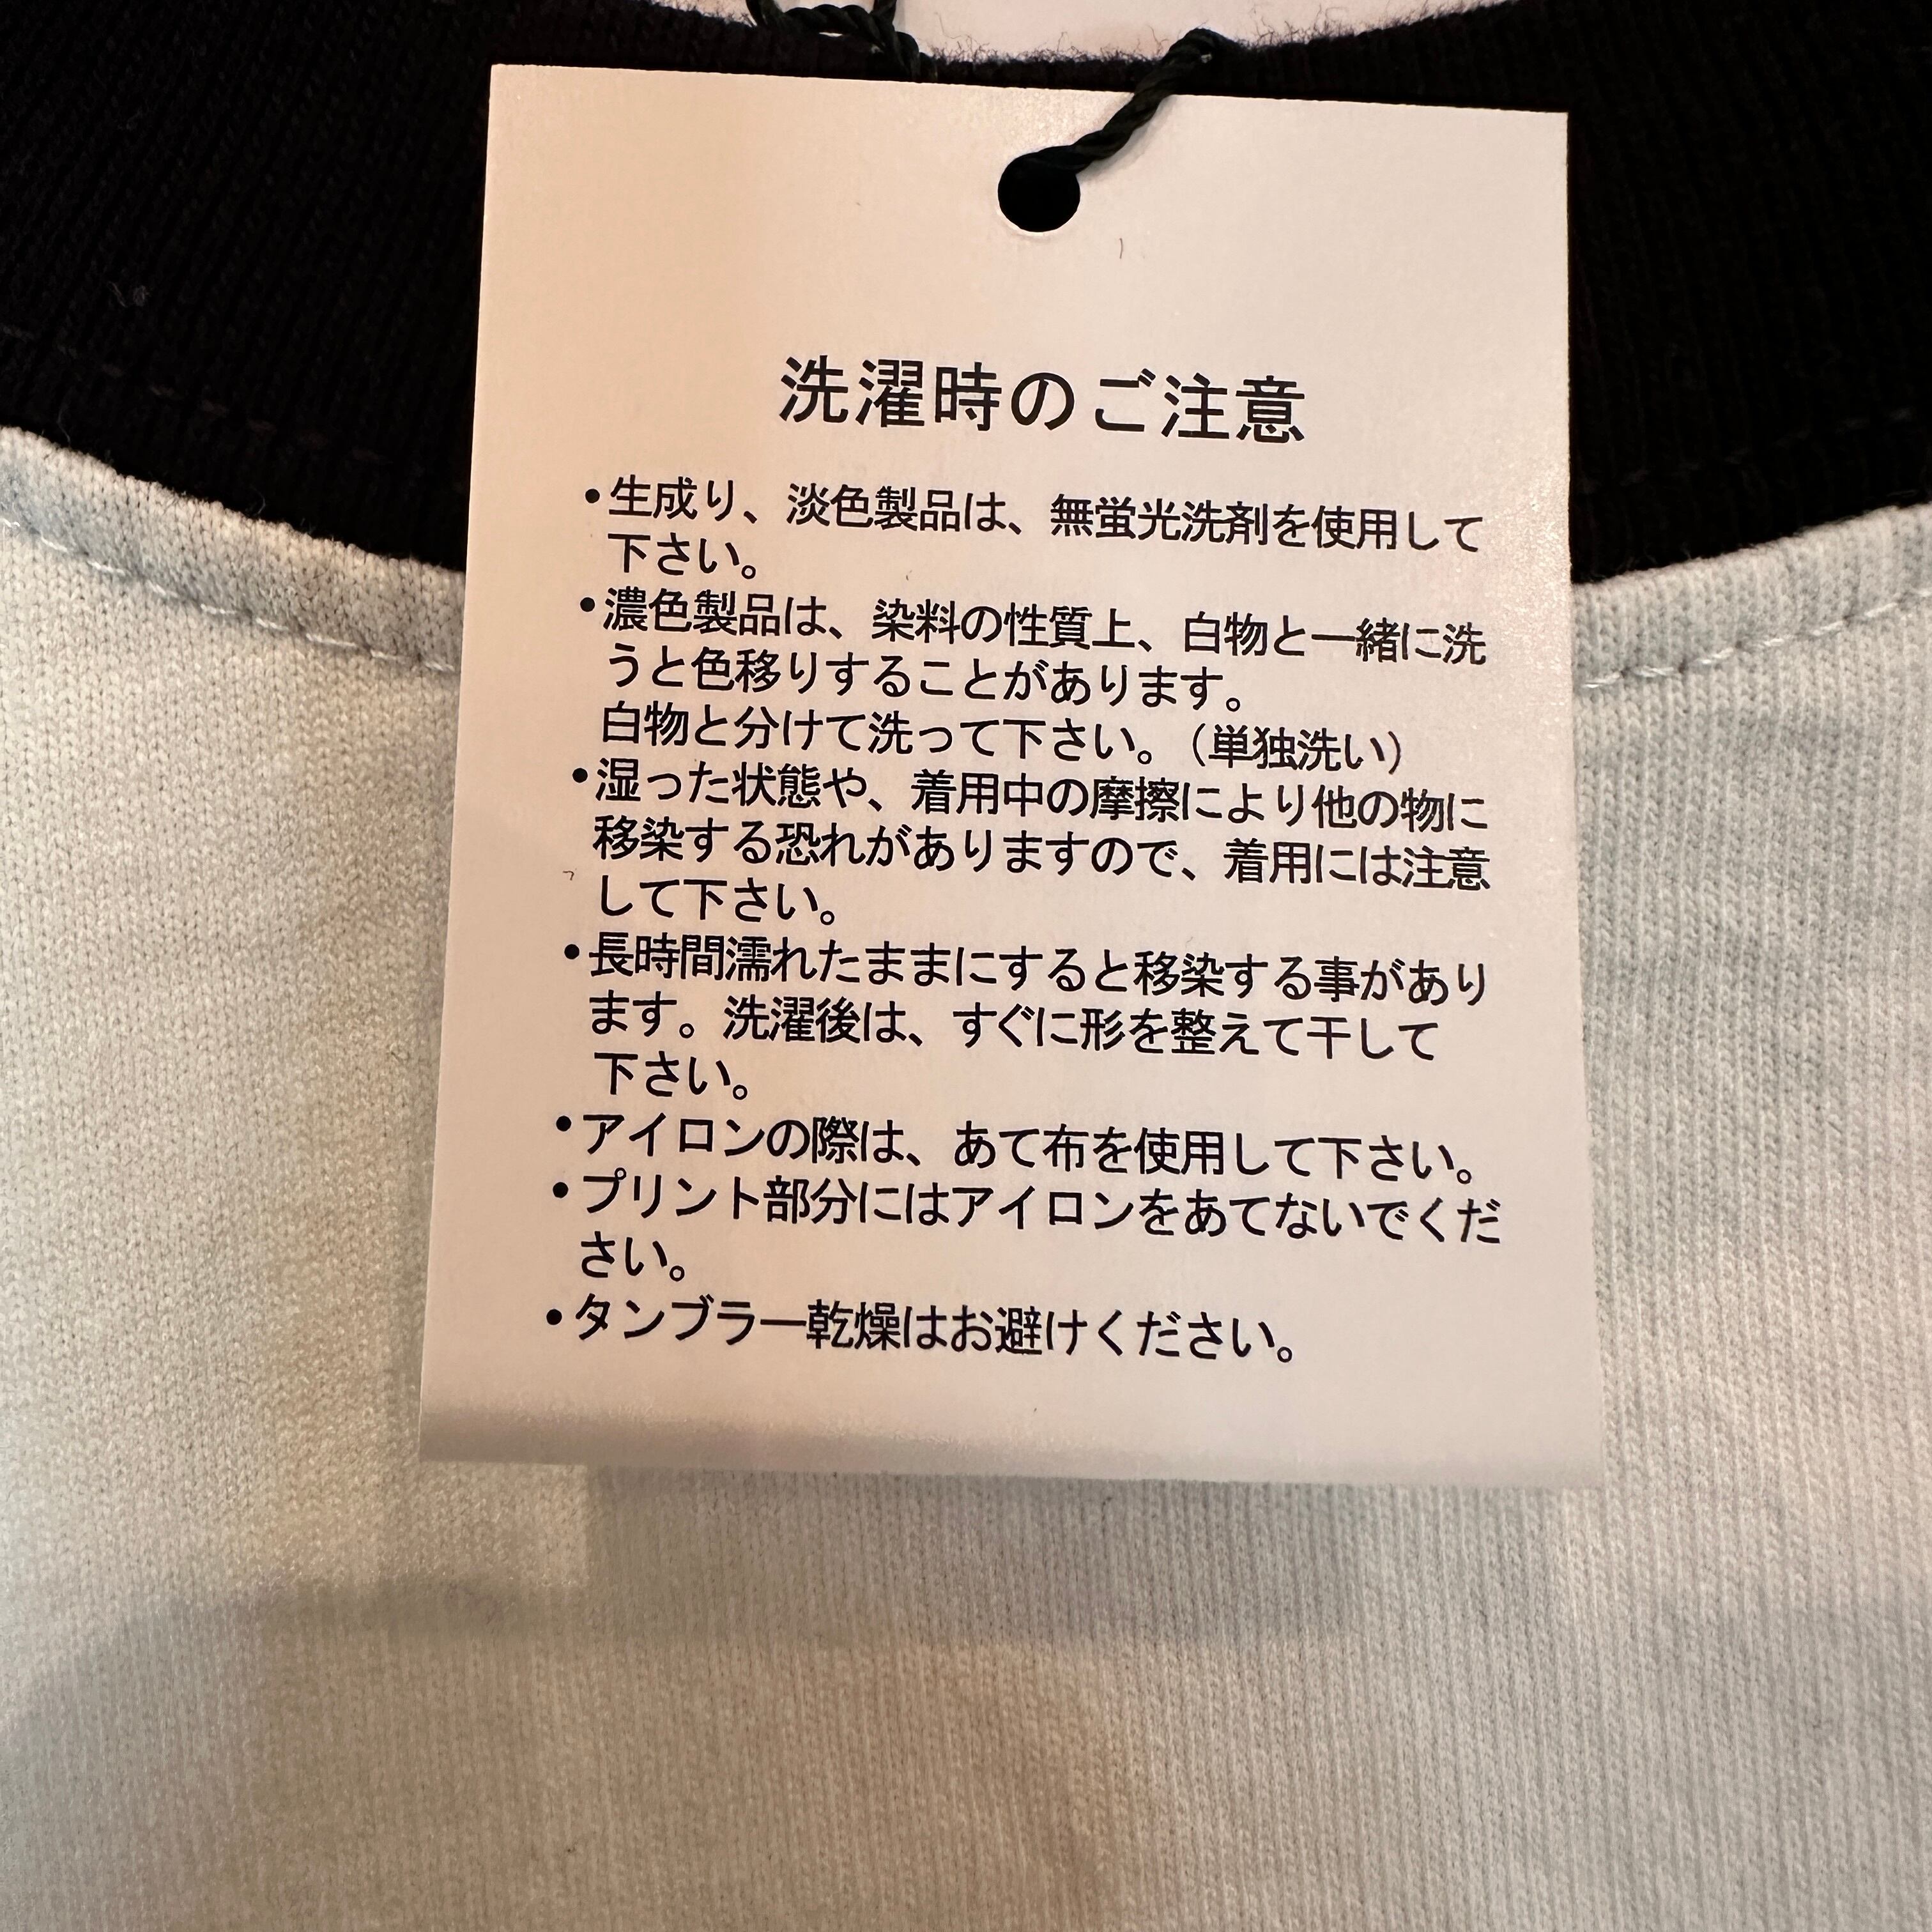 洗濯時のご注意
•生成り、淡色製品は、無蛍光洗剤を使用して
下さい。
•濃色製品は、染料の性質上、白物と一緒に洗
うと色移りすることがあります。
白物と分けて洗って下さい。（単独洗い）
•湿った状態や、着用中の摩擦により他の物に
移染する恐れがありますので、着用には注意
して下さい。
•長時間濡れたままにすると移染する事があり
ます。洗濯後は、すぐに形を整えて干して
下さい。
•アイロンの際は、あて布を使用して下さい。
•プリント部分にはアイロンをあてないでくだ
さい。
•タンブラー乾燥はお避けください。